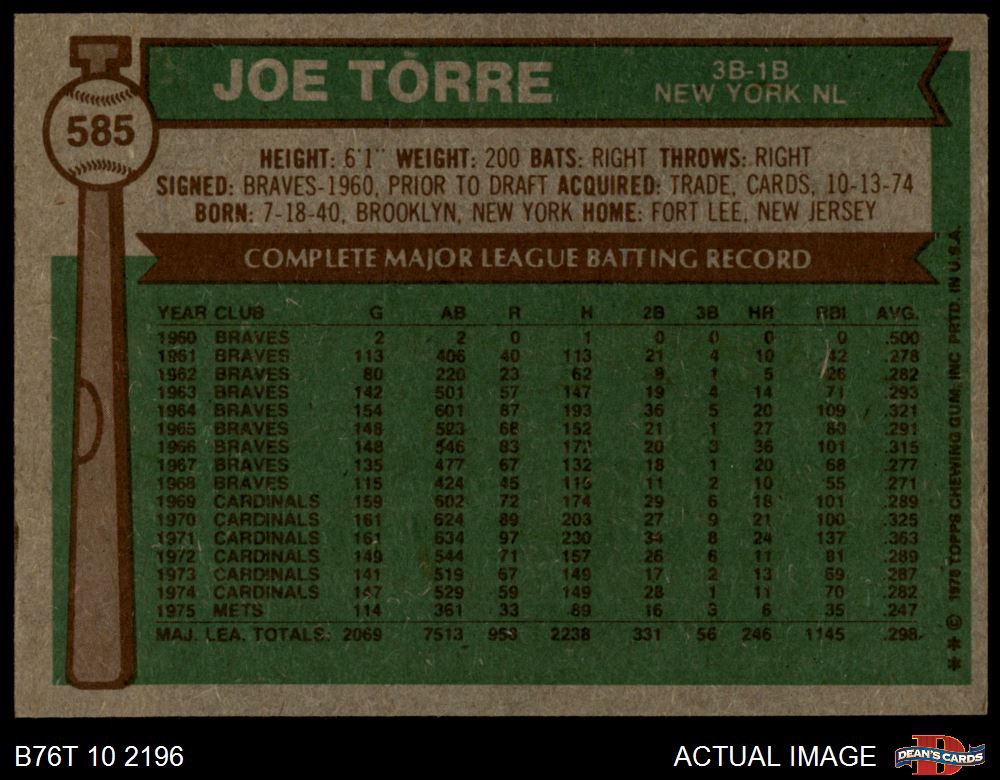 585
JOE TORRE
3B-1B
NEW YORK NL
HEIGHT: 6'1" WEIGHT: 200 BATS: RIGHT THROWS: RIGHT
SIGNED: BRAVES-1960, PRIOR TO DRAFT ACQUIRED: TRADE, CARDS, 10-13-74
BORN: 7-18-40, BROOKLYN, NEW YORK HOME: FORT LEE, NEW JERSEY
COMPLETE MAJOR LEAGUE BATTING RECORD
YEAR CLUB G AB R H 2B 3B HR RBI AVG.
1960 BRAVES 2 2 0 1 0 0 0 0 .500
1961 BRAVES 113 406 40 113 21 4 10 42 .278
1962 BRAVES 80 220 23 62 8 1 5 26 .282
1963 BRAVES 142 501 57 147 19 4 14 71 .293
1964 BRAVES 154 601 87 193 36 5 20 109 .321
1965 BRAVES 148 523 68 152 21 1 27 80 .291
1966 BRAVES 148 546 83 172 20 3 36 101 .315
1967 BRAVES 135 477 67 132 18 1 20 68 .277
1968 BRAVES 115 424 45 115 11 2 10 55 .271
1969 CARDINALS 159 602 72 174 29 6 18 101 .289
1970 CARDINALS 161 624 89 203 27 9 21 100 .325
1971 CARDINALS 161 634 97 230 34 8 24 137 .363
1972 CARDINALS 149 544 71 157 26 6 11 81 .289
1973 CARDINALS 141 519 67 149 17 2 13 69 .287
1974 CARDINALS 147 529 59 149 28 1 11 70 .282
1975 METS 114 361 33 89 16 3 6 35 .247
MAJ. LEA. TOTALS: 2069 7513 958 2238 331 56 246 1145 .298
** © 1976 TOPPS CHEWING GUM, INC PRTD. IN U.S.A.
B76T 10 2196
ACTUAL IMAGE
D
DEAN'S CARDS